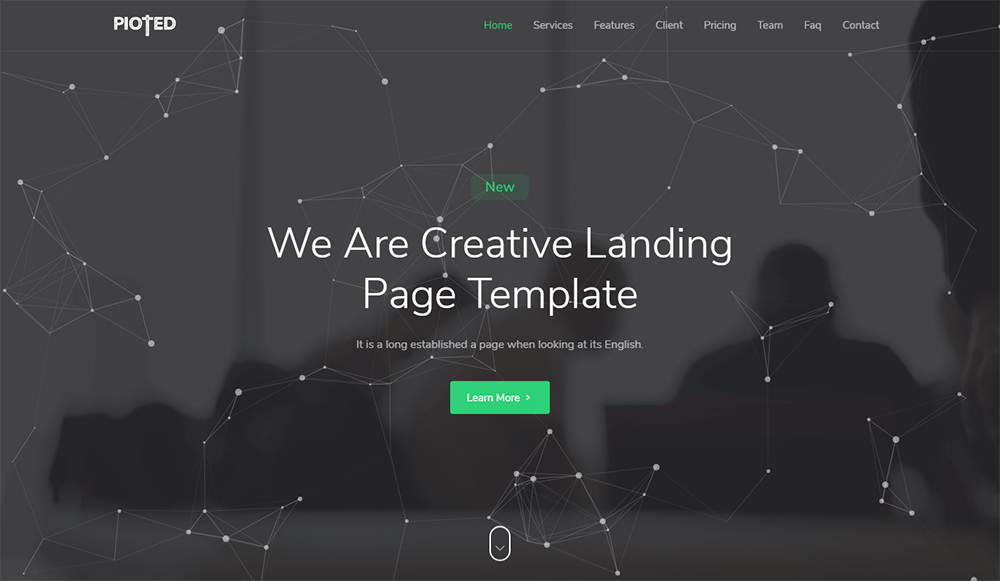 PIOTED
Home Services Features Client Pricing Team Faq Contact
New
We Are Creative Landing
Page Template
It is a long established a page when looking at its English.
Learn More